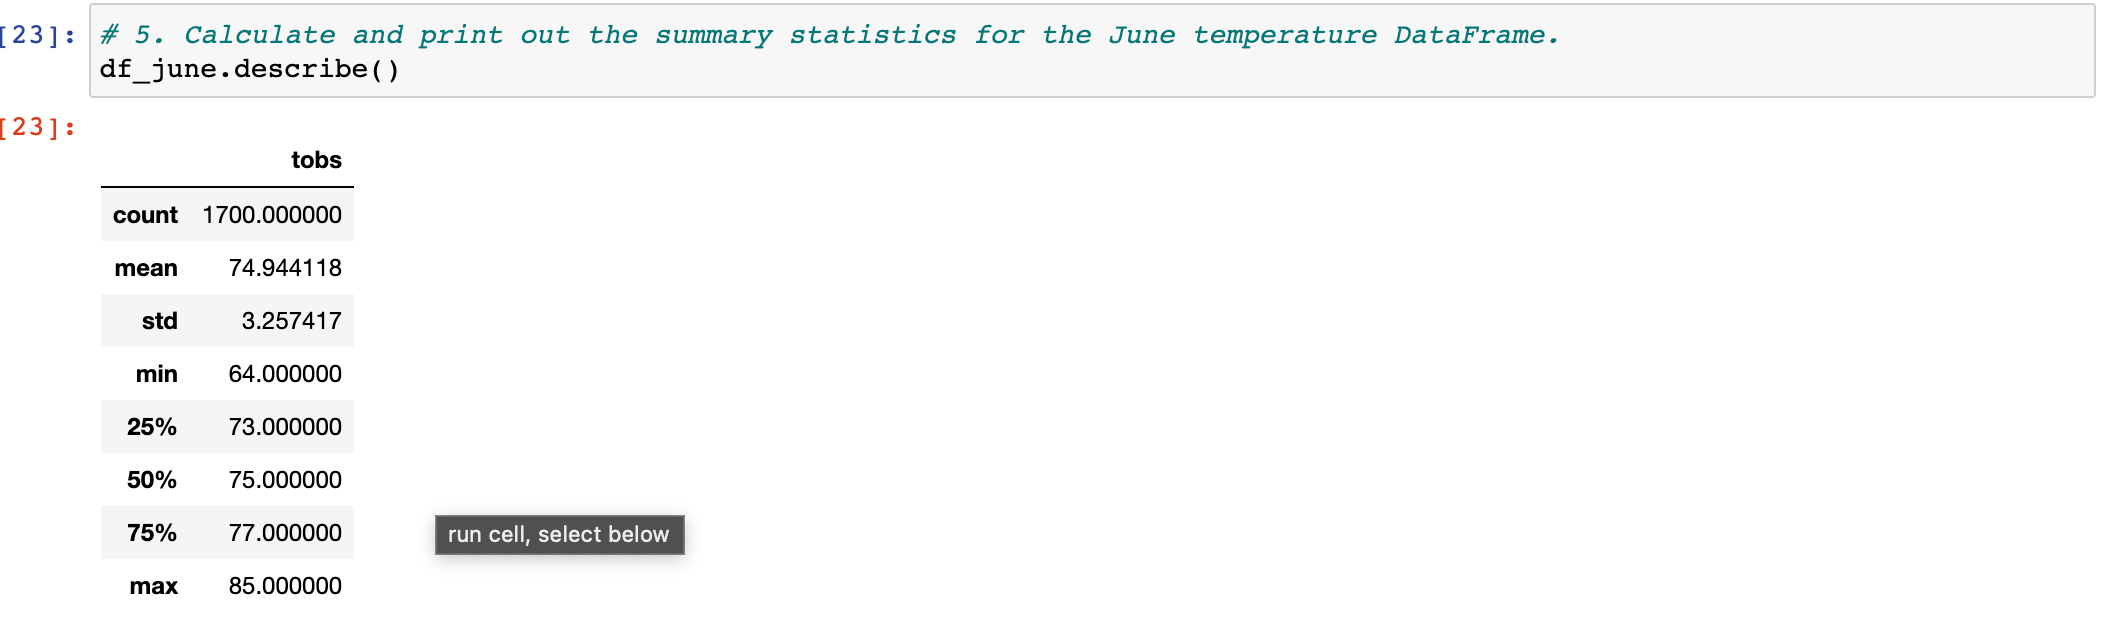 [23]: # 5. Calculate and print out the summary statistics for the June temperature DataFrame.
df_june.describe()
[23]:
tobs
count 1700.000000
mean 74.944118
std 3.257417
min 64.000000
25% 73.000000
50% 75.000000
75% 77.000000
run cell, select below
max 85.000000